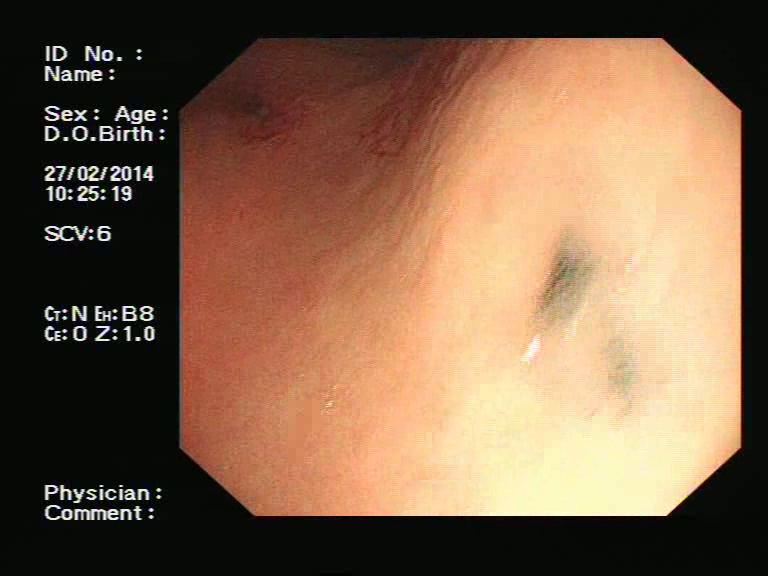 ID No. :
Name:
Sex: Age:
D.O.Birth:
27/02/2014
10:25:19
SCV:6
CT:N EH:B8
CE:0 Z:1.0
Physician:
Comment: